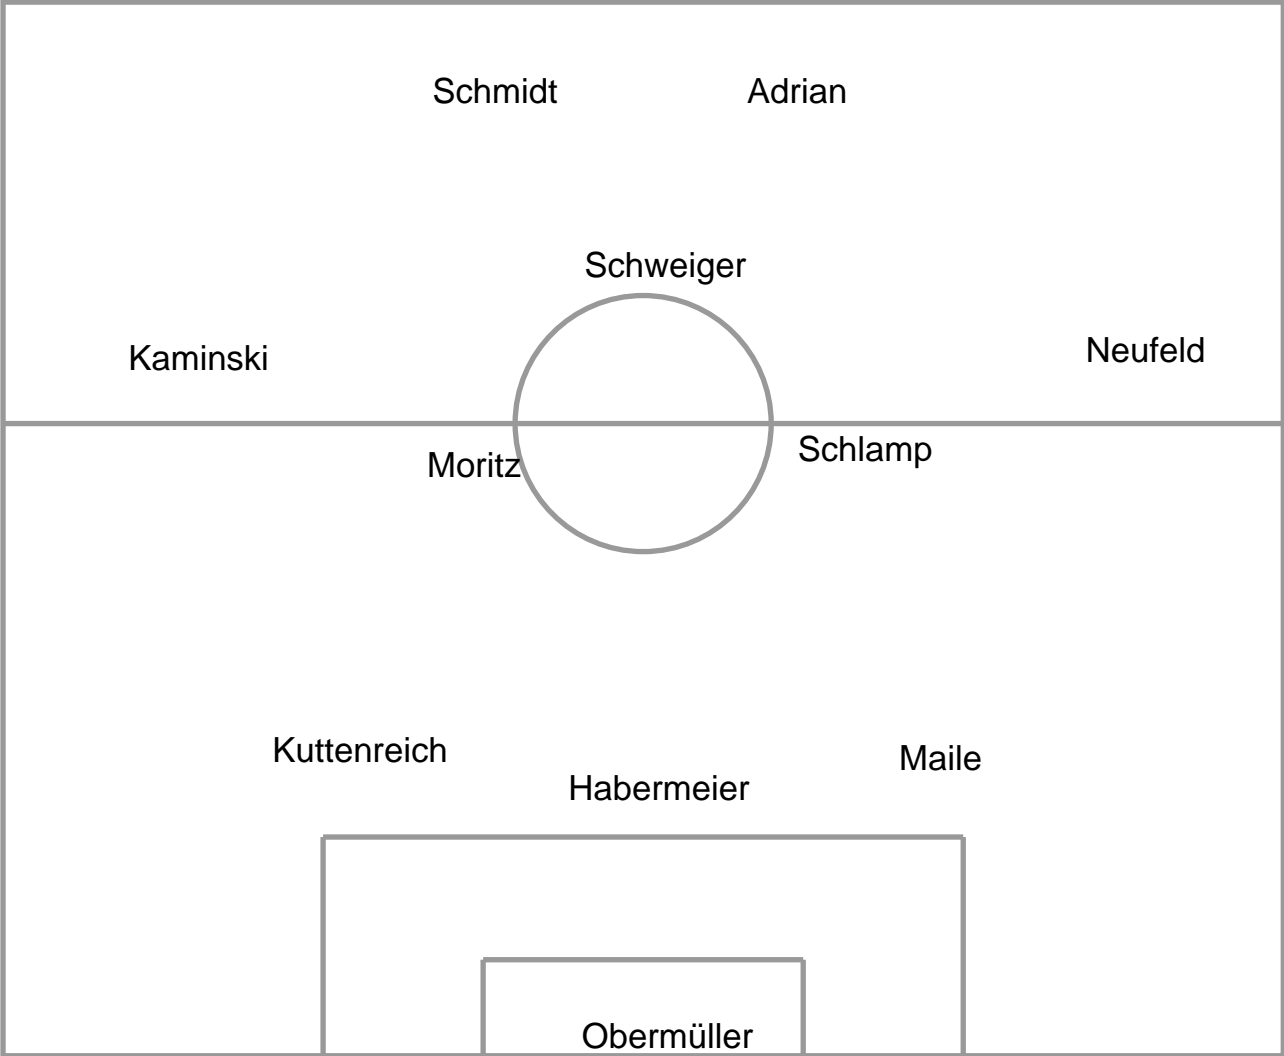 Schmidt
Adrian
Schweiger
Kaminski
Neufeld
Moritz
Schlamp
Kuttenreich
Maile
Habermeier
Obermüller